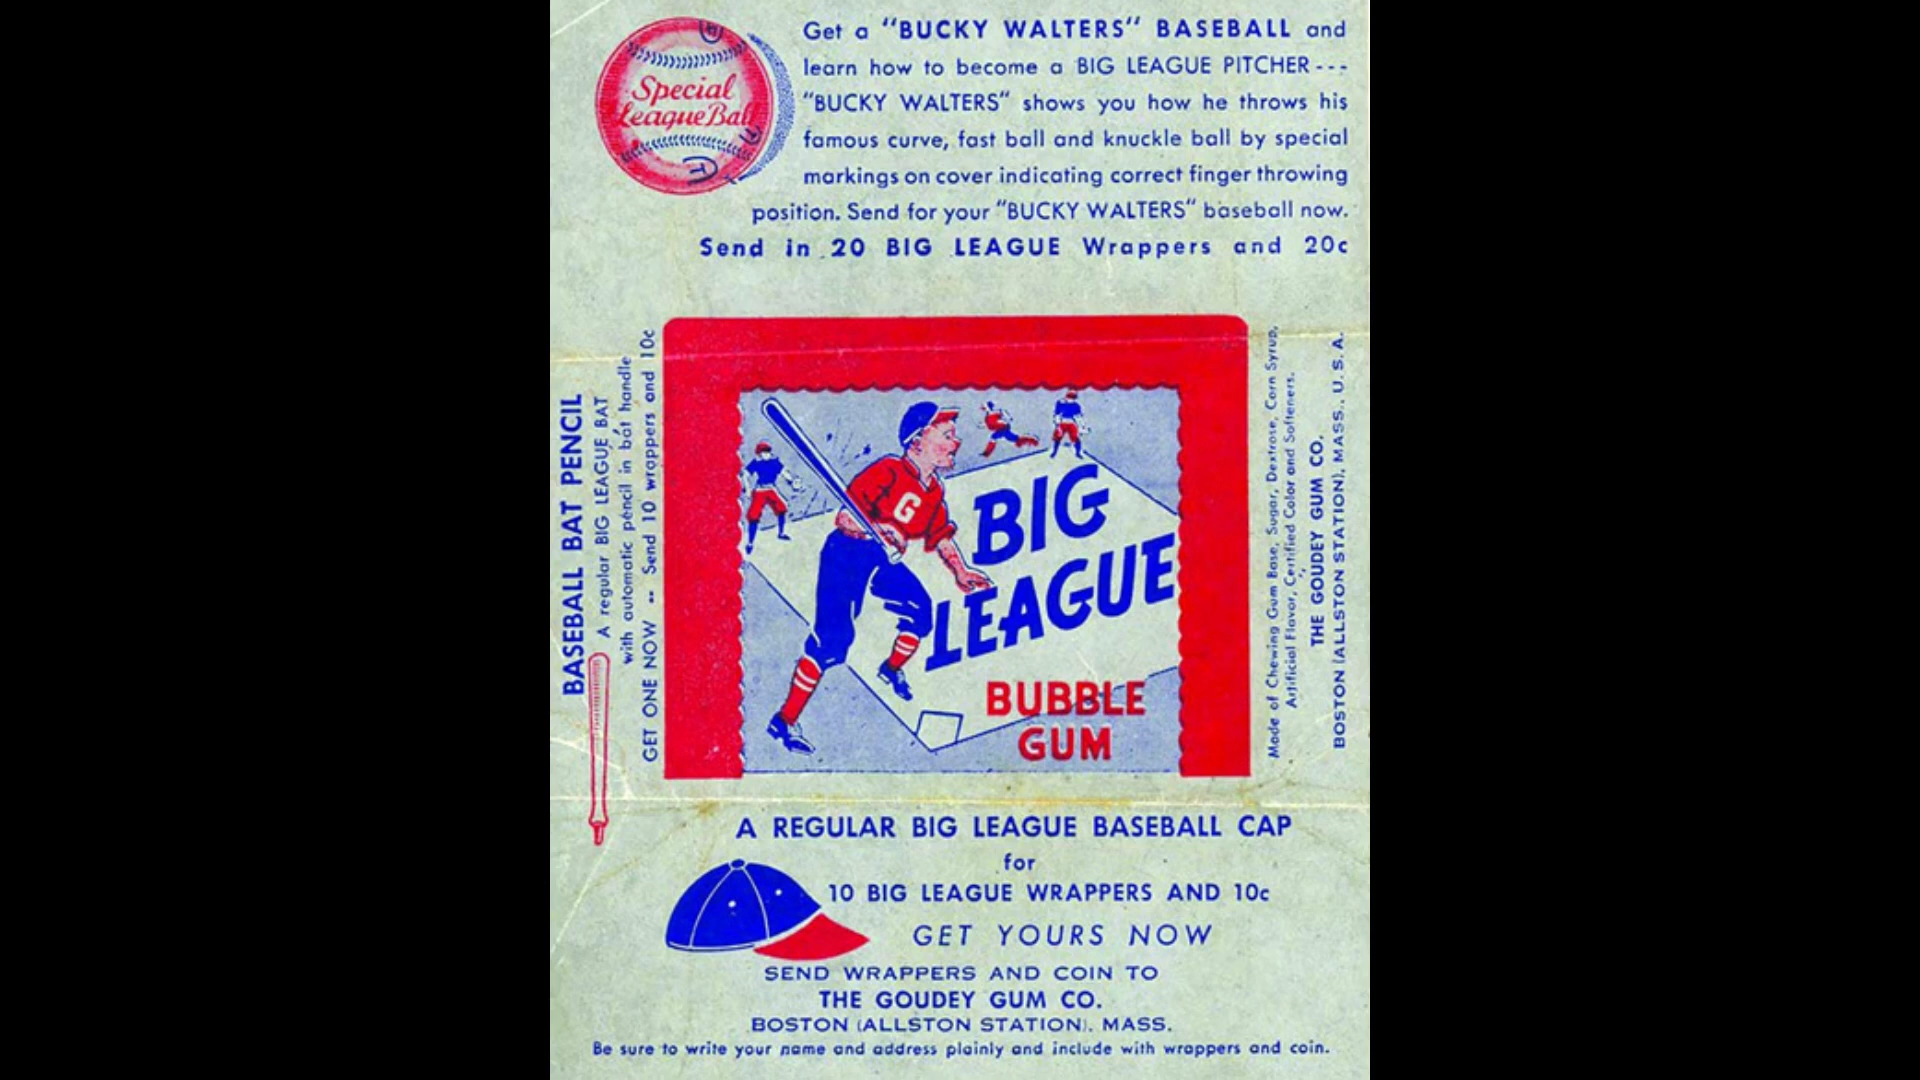 Get a "BUCKY WALTERS" BASEBALL and
learn how to become a BIG LEAGUE PITCHER---
"BUCKY WALTERS" shows you how he throws his
famous curve, fast ball and knuckle ball by special
markings on cover indicating correct finger throwing
position. Send for your "BUCKY WALTERS" baseball now.
Send in 20 BIG LEAGUE Wrappers and 20c
Special
League Ball
BASEBALL BAT PENCIL
A regular BIG LEAGUE BAT
with automatic pencil in bat handle
GET ONE NOW -- Send 10 wrappers and 10c
G
BIG
LEAGUE
BUBBLE
GUM
Made of Chewing Gum Base, Sugar, Dextrose, Corn Syrup,
Artificial Flavor, Certified Color and Softeners.
THE GOUDEY GUM CO.
BOSTON (ALLSTON STATION), MASS., U.S.A.
A REGULAR BIG LEAGUE BASEBALL CAP
for
10 BIG LEAGUE WRAPPERS AND 10c
GET YOURS NOW
SEND WRAPPERS AND COIN TO
THE GOUDEY GUM CO.
BOSTON (ALLSTON STATION). MASS.
Be sure to write your name and address plainly and include with wrappers and coin.